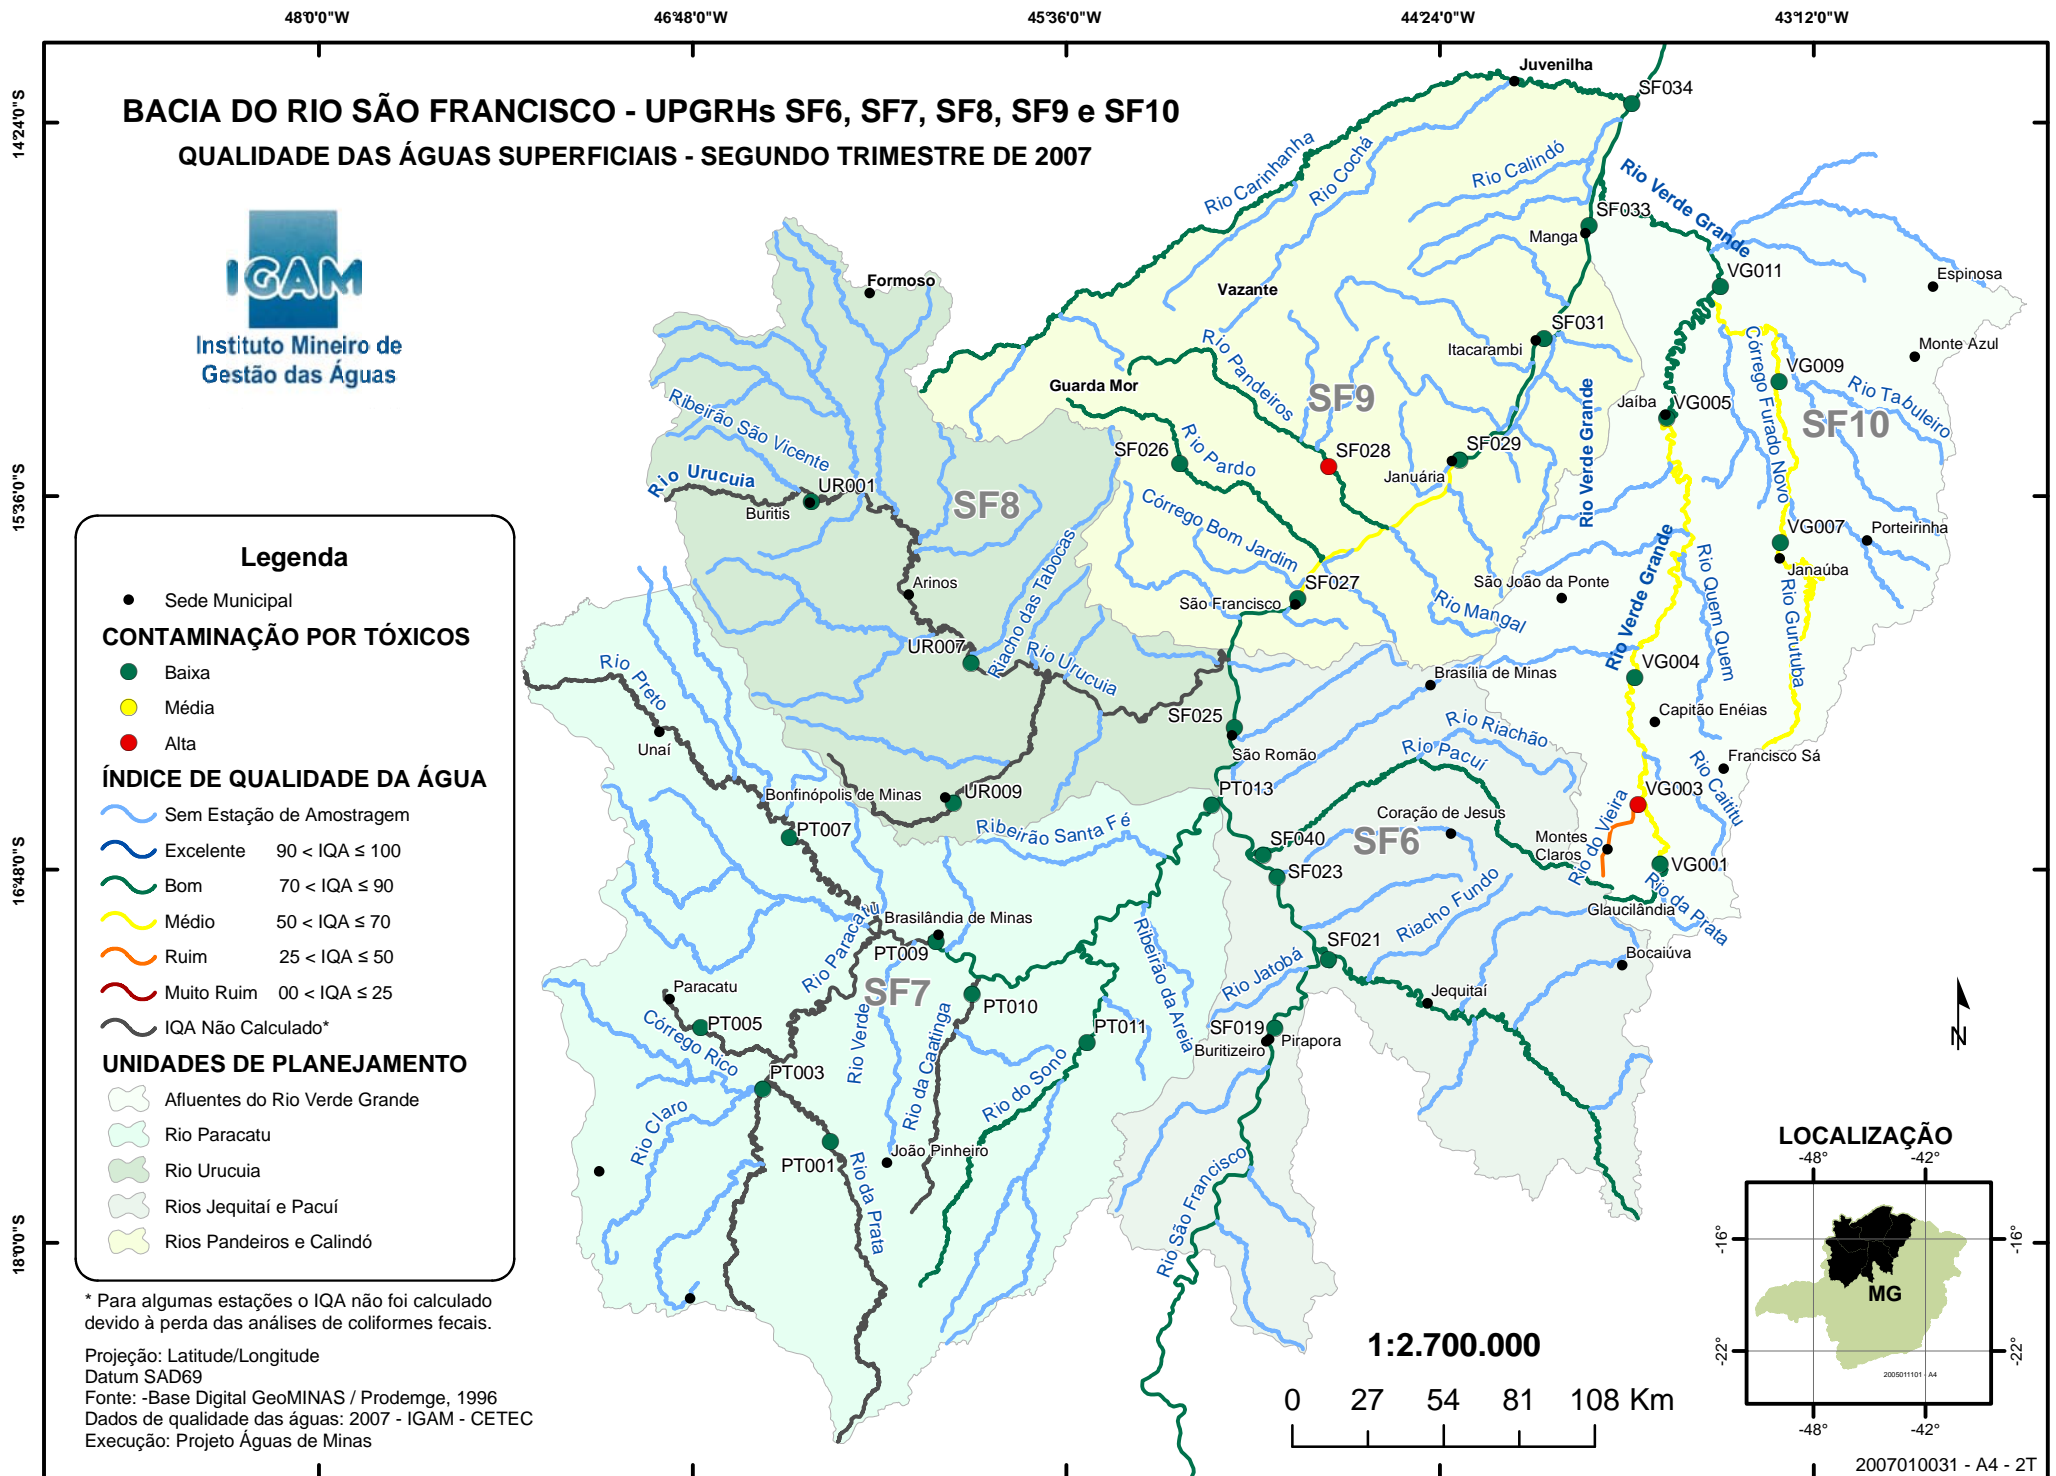 48°0'0"W
46°48'0"W
45°36'0"W
44°24'0"W
43°12'0"W
14°24'0"S
15°36'0"S
16°48'0"S
18°0'0"S
BACIA DO RIO SÃO FRANCISCO - UPGRHs SF6, SF7, SF8, SF9 e SF10
QUALIDADE DAS ÁGUAS SUPERFICIAIS - SEGUNDO TRIMESTRE DE 2007
IGAM
Instituto Mineiro de
Gestão das Águas
Juvenilha
SF034
Rio Carinhanha
Rio Cochá
Rio Calindó
Rio Verde Grande
SF033
Manga
VG011
Espinosa
Formoso
Vazante
SF031
Itacarambi
Rio Pandeiros
Monte Azul
Córrego Furado Novo
VG009
Rio Tabuleiro
Guarda Mor
SF9
Rio Verde Grande
Jaíba
VG005
SF10
Ribeirão São Vicente
SF026
Rio Pardo
SF028
SF029
Januária
Rio Urucuia
UR001
Buritis
SF8
Córrego Bom Jardim
VG007
Porteirinha
Janaúba
Arinos
Riacho das Tabocas
SF027
São Francisco
São João da Ponte
Rio Mangal
Rio Verde Grande
Rio Quem Quem
Rio Gurutuba
UR007
Rio Urucuia
Rio Preto
Brasília de Minas
VG004
Unaí
SF025
São Romão
Rio Riachão
Rio Pacuí
Capitão Enéias
Francisco Sá
Bonfinópolis de Minas
UR009
PT013
Coração de Jesus
VG003
Rio Caititu
PT007
Ribeirão Santa Fé
SF040
SF6
Montes
Claros
Rio do Vieira
SF023
VG001
Rio da Prata
Glaucilândia
Riacho Fundo
Brasilândia de Minas
Rio Paracatú
PT009
Ribeirão da Areia
SF021
Bocaiúva
Rio Jatobá
Paracatu
SF7
PT010
Jequitaí
PT005
Córrego Rico
Rio Verde
Rio da Caatinga
PT011
SF019
Pirapora
Buritizeiro
PT003
Rio do Sono
Rio Claro
PT001
João Pinheiro
Rio da Prata
Rio São Francisco
Legenda
Sede Municipal
CONTAMINAÇÃO POR TÓXICOS
Baixa
Média
Alta
ÍNDICE DE QUALIDADE DA ÁGUA
Sem Estação de Amostragem
Excelente 90 < IQA ≤ 100
Bom 70 < IQA ≤ 90
Médio 50 < IQA ≤ 70
Ruim 25 < IQA ≤ 50
Muito Ruim 00 < IQA ≤ 25
IQA Não Calculado*
UNIDADES DE PLANEJAMENTO
Afluentes do Rio Verde Grande
Rio Paracatu
Rio Urucuia
Rios Jequitaí e Pacuí
Rios Pandeiros e Calindó
* Para algumas estações o IQA não foi calculado
devido à perda das análises de coliformes fecais.
Projeção: Latitude/Longitude
Datum SAD69
Fonte: -Base Digital GeoMINAS / Prodemge, 1996
Dados de qualidade das águas: 2007 - IGAM - CETEC
Execução: Projeto Águas de Minas
1:2.700.000
0 27 54 81 108 Km
N
LOCALIZAÇÃO
-48° -42°
-16° -16°
MG
-22° -22°
2005011101 - A4
-48° -42°
2007010031 - A4 - 2T